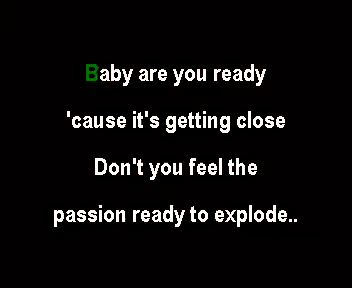 Baby are you ready
'cause it's getting close
Don't you feel the
passion ready to explode..